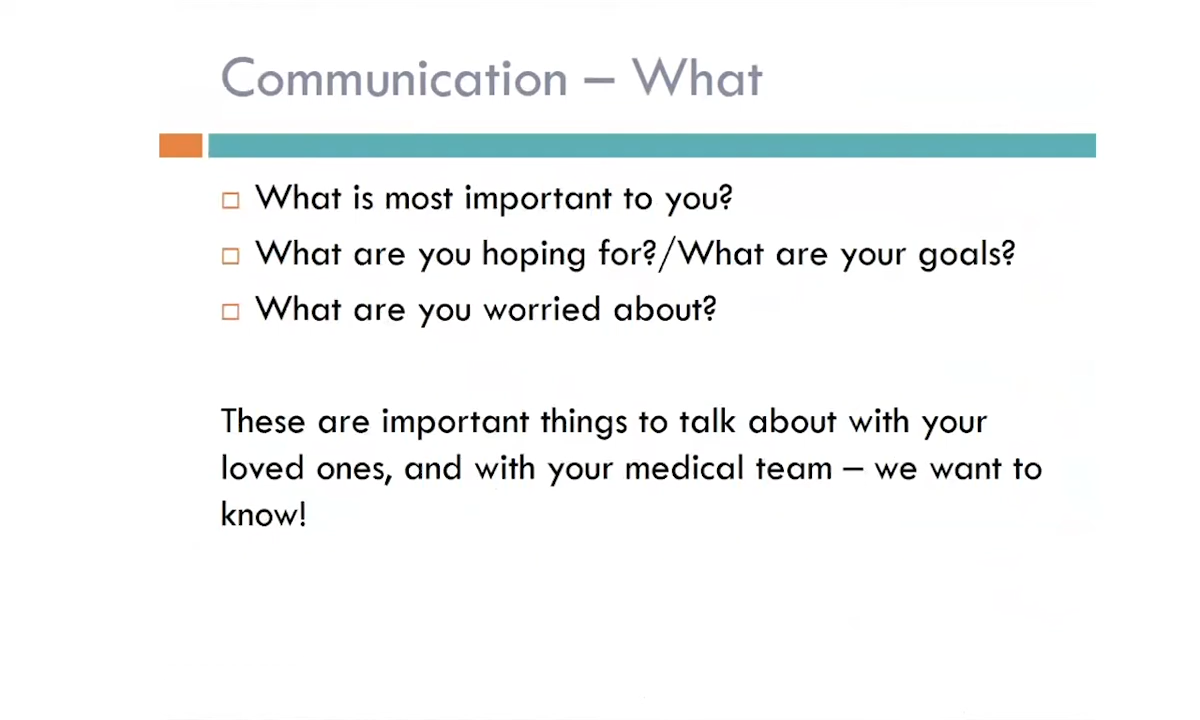 Communication – What
What is most important to you?
What are you hoping for?/What are your goals?
What are you worried about?
These are important things to talk about with your
loved ones, and with your medical team – we want to
know!